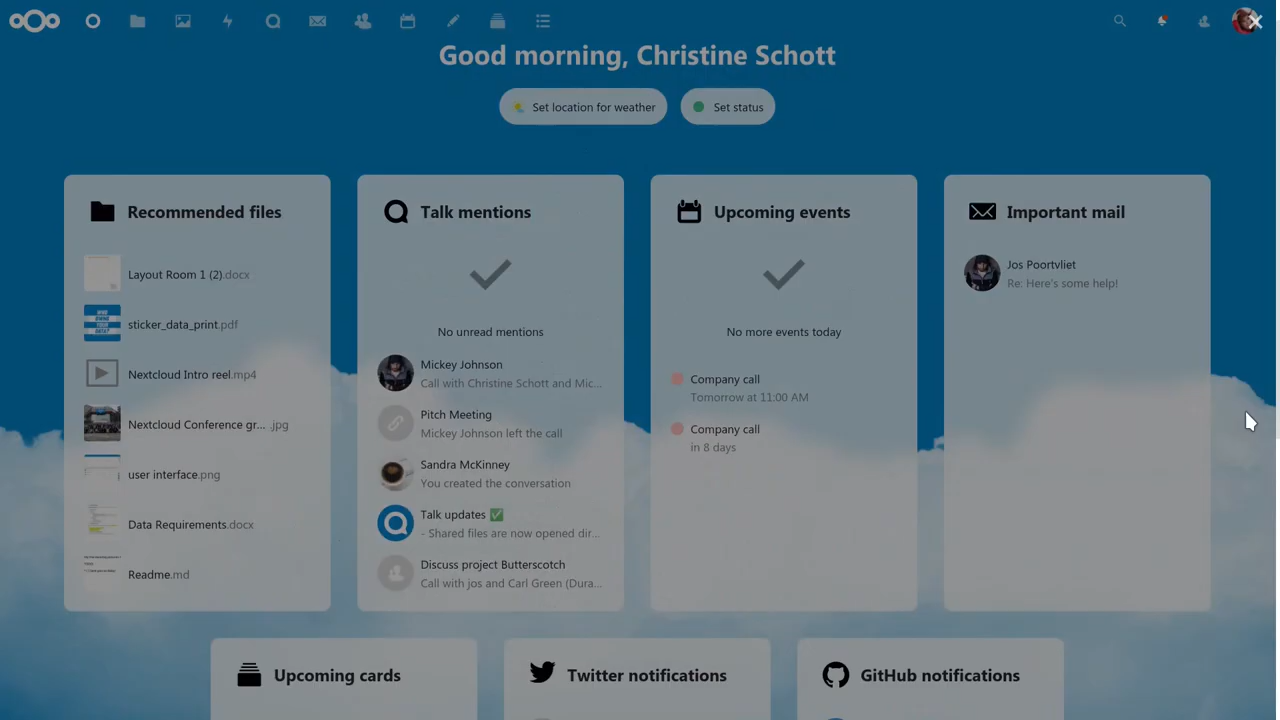 Good morning, Christine Schott
Set location for weather
Set status
Recommended files
Layout Room 1 (2).docx
sticker_data_print.pdf
Nextcloud Intro reel.mp4
Nextcloud Conference gr... .jpg
user interface.png
Data Requirements.docx
Readme.md
Talk mentions
No unread mentions
Mickey Johnson
Call with Christine Schott and Mic...
Pitch Meeting
Mickey Johnson left the call
Sandra McKinney
You created the conversation
Talk updates ✅
- Shared files are now opened dir...
Discuss project Butterscotch
Call with jos and Carl Green (Dura...
Upcoming events
No more events today
Company call
Tomorrow at 11:00 AM
Company call
in 8 days
Important mail
Jos Poortvliet
Re: Here's some help!
Upcoming cards
Twitter notifications
GitHub notifications